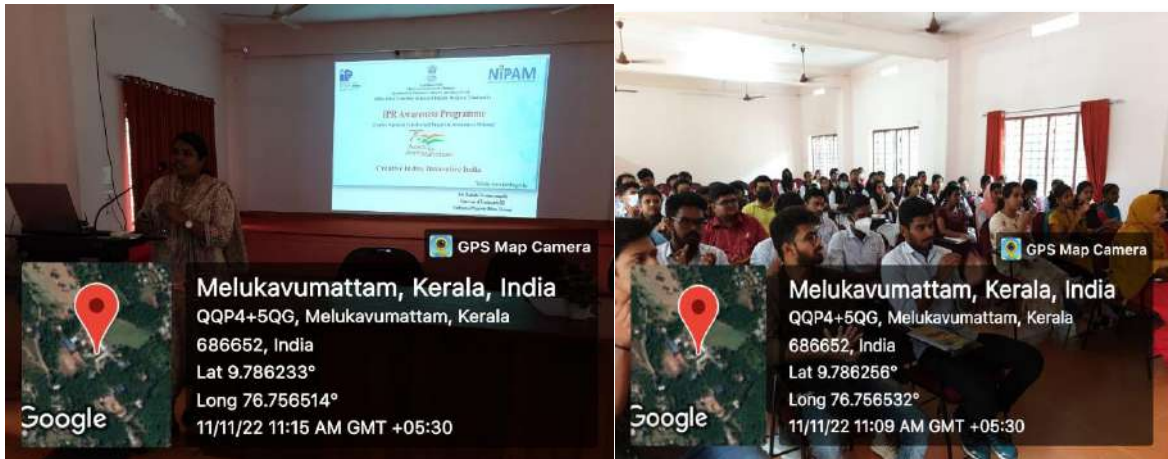 NiPAM
IPR Awareness Programme
Creative India; Innovative India
GPS Map Camera
Melukavumattam, Kerala, India
QQP4+5QG, Melukavumattam, Kerala
686652, India
Lat 9.786233°
Long 76.756514°
11/11/22 11:15 AM GMT +05:30
Google
GPS Map Camera
Melukavumattam, Kerala, India
QQP4+5QG, Melukavumattam, Kerala
686652, India
Lat 9.786256°
Long 76.756532°
11/11/22 11:09 AM GMT +05:30
Google